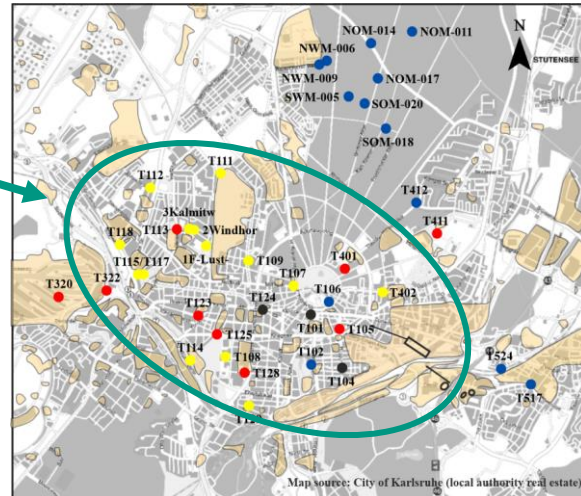 NOM-014
NOM-011
N
NWM-006
STUTENSEE
NWM-009
NOM-017
SWM-005
SOM-020
SOM-018
T111
T112
T412
T411
3Kalmitw
T113
2Windhor
T118
1F-Lust-
T115
T117
T109
T401
T320
T322
T107
T106
T402
T124
T123
T101
T105
T125
T114
T108
T102
T128
T104
T524
T517
Map source: City of Karlsruhe (local authority real estate)